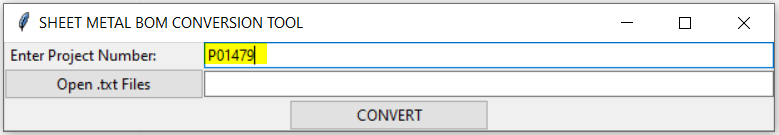 SHEET METAL BOM CONVERSION TOOL
Enter Project Number: P01479
Open .txt Files
CONVERT